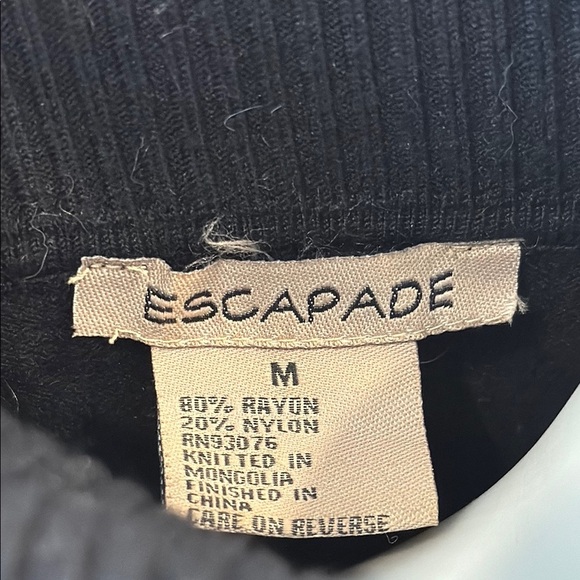 ESCAPADE
M
80% RAYON
20% NYLON
RN93076
KNITTED IN
MONGOLIA
FINISHED IN
CHINA
CARE ON REVERSE